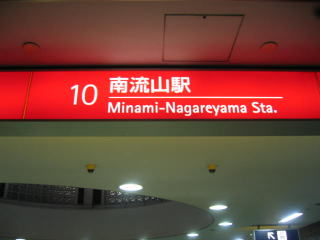 10 南流山駅
Minami-Nagareyama Sta.